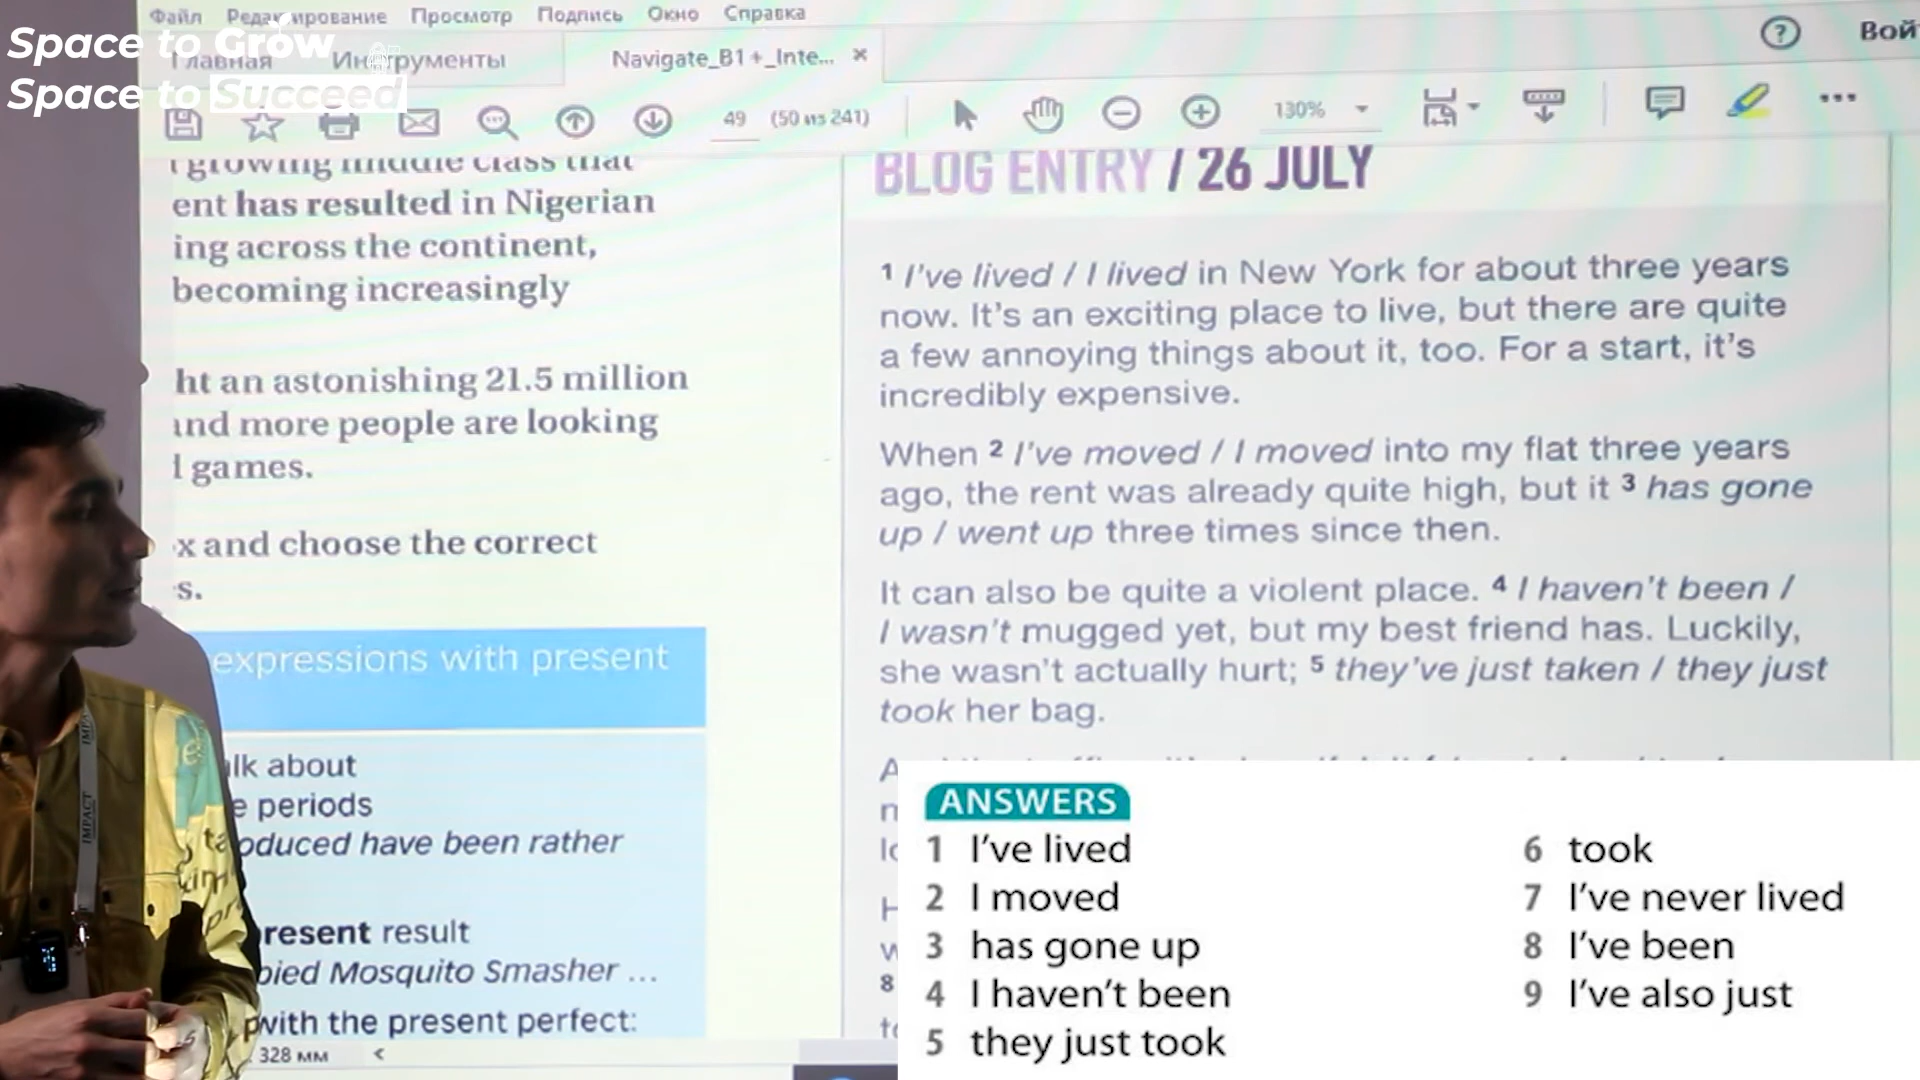 Файл Редактирование Просмотр Подпись Окно Справка
Space to Grow
Space to Succeed
Главная Инструменты Navigate_B1+_Inte... ×
? Вой
49 (50 из 241) 130%
growing middle class that
ent has resulted in Nigerian
ing across the continent,
becoming increasingly
ht an astonishing 21.5 million
and more people are looking
l games.
x and choose the correct
s.
expressions with present
lk about
e periods
oduced have been rather
resent result
pied Mosquito Smasher ...
with the present perfect:
328 мм <
BLOG ENTRY / 26 JULY
1 I've lived / I lived in New York for about three years
now. It's an exciting place to live, but there are quite
a few annoying things about it, too. For a start, it's
incredibly expensive.
When 2 I've moved / I moved into my flat three years
ago, the rent was already quite high, but it 3 has gone
up / went up three times since then.
It can also be quite a violent place. 4 I haven't been /
I wasn't mugged yet, but my best friend has. Luckily,
she wasn't actually hurt; 5 they've just taken / they just
took her bag.
8
ANSWERS
1 I've lived
2 I moved
3 has gone up
4 I haven't been
5 they just took
6 took
7 I've never lived
8 I've been
9 I've also just
IMPACT